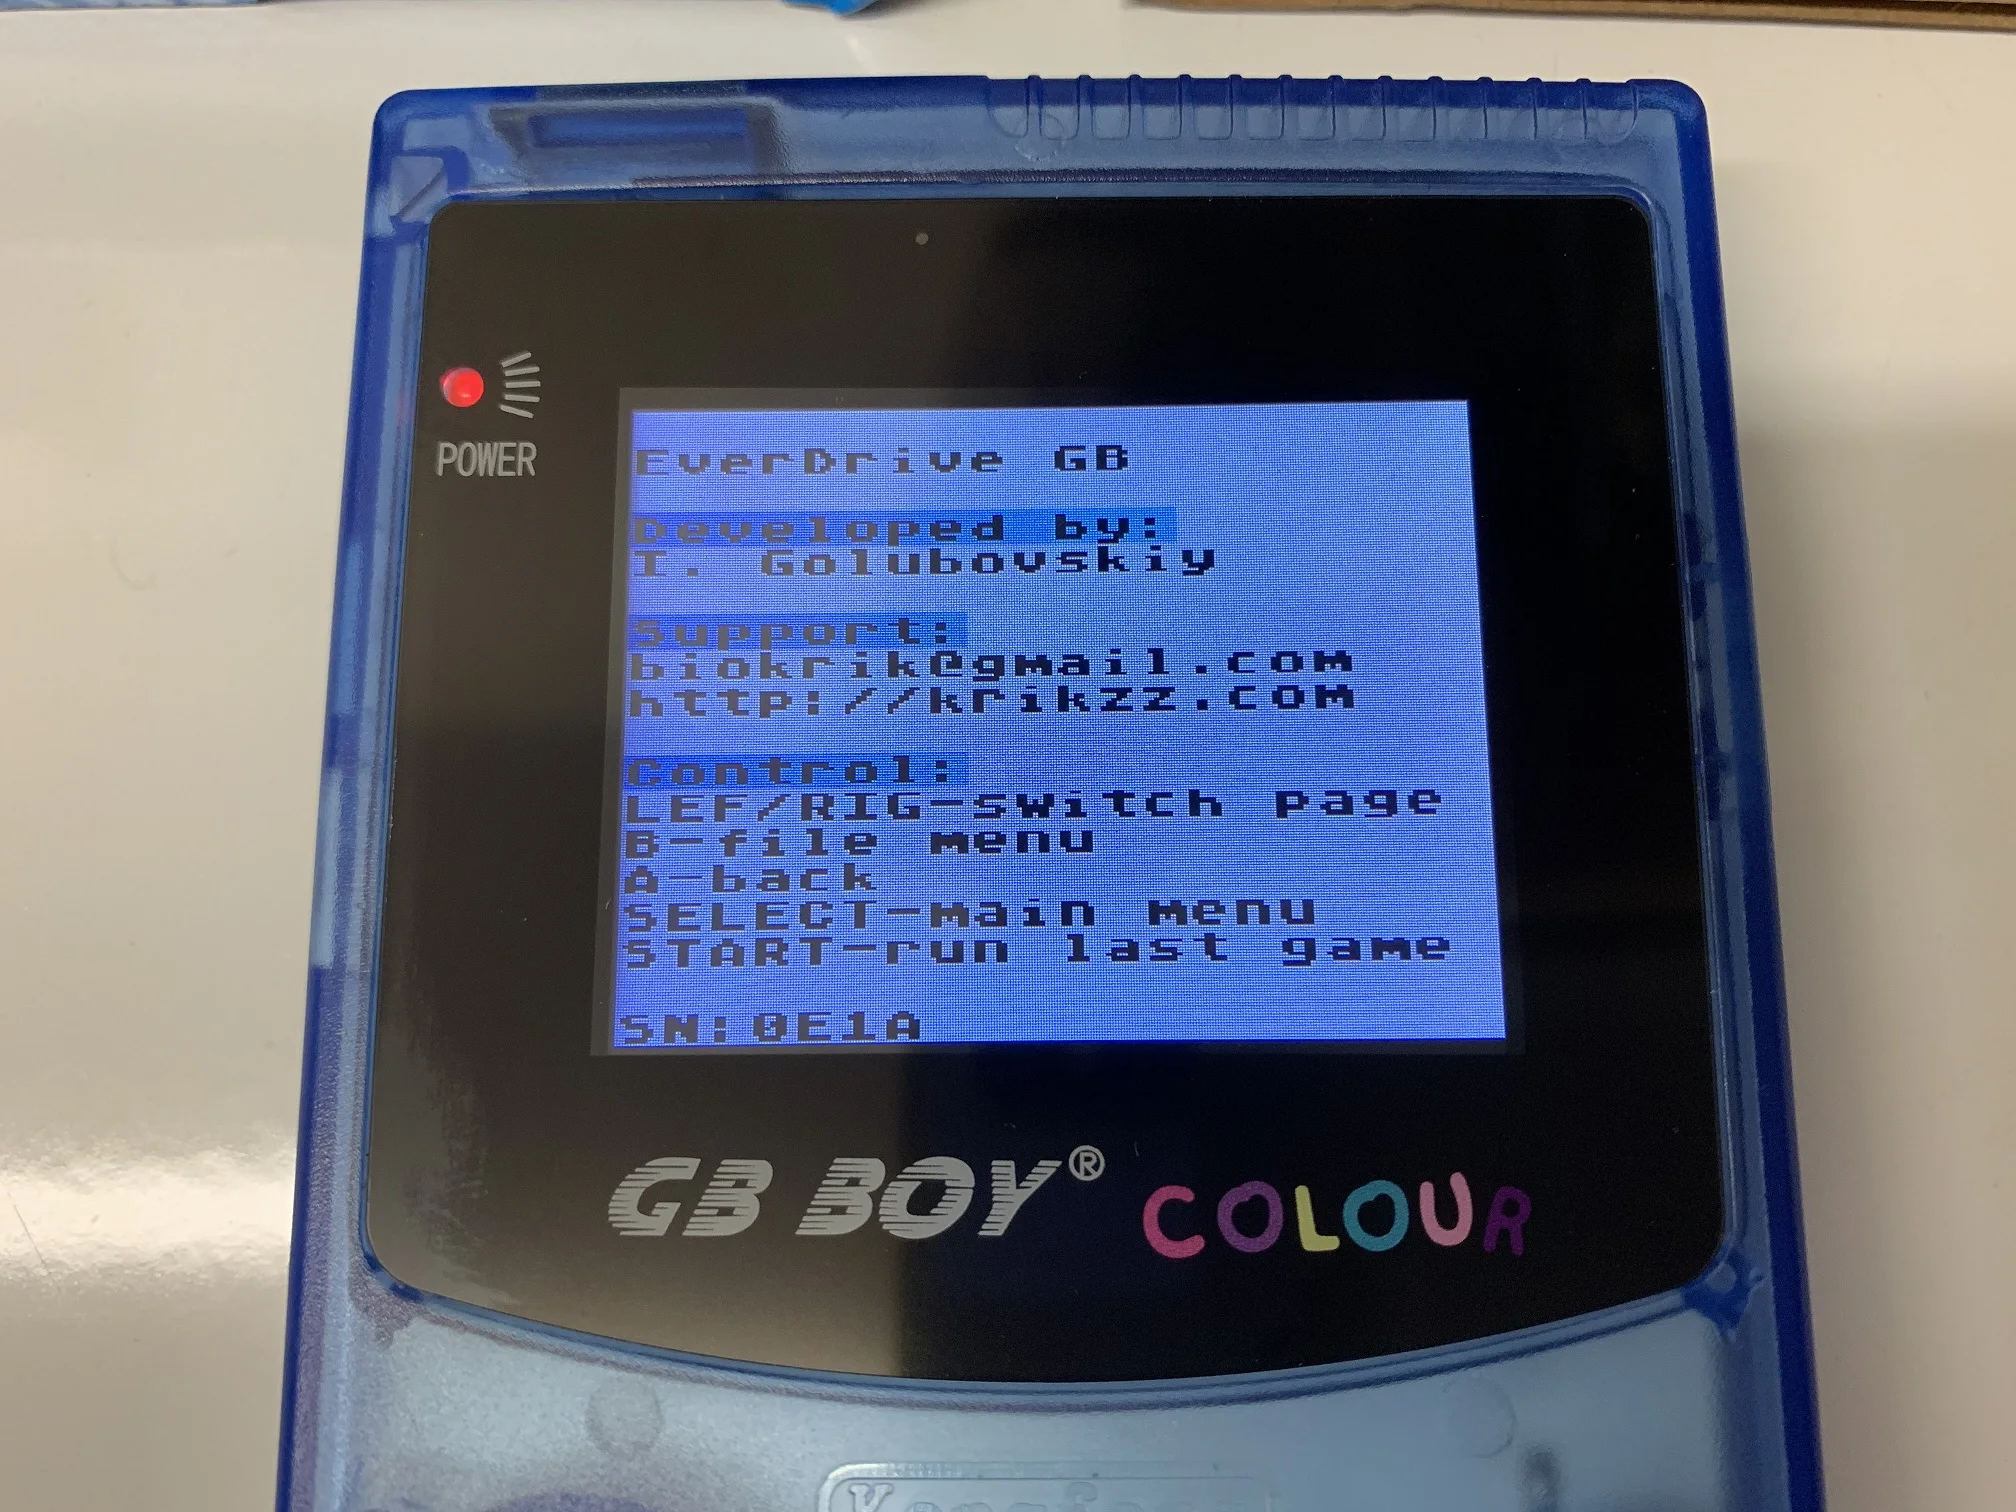 POWER
EverDrive GB
Developed by:
I. Golubovskiy
Support:
biokrik@gmail.com
http://krikzz.com
Control:
LEF/RIG-switch page
B-file menu
A-back
SELECT-main menu
START-run last game
SN:0E1A
GB BOY® COLOUR